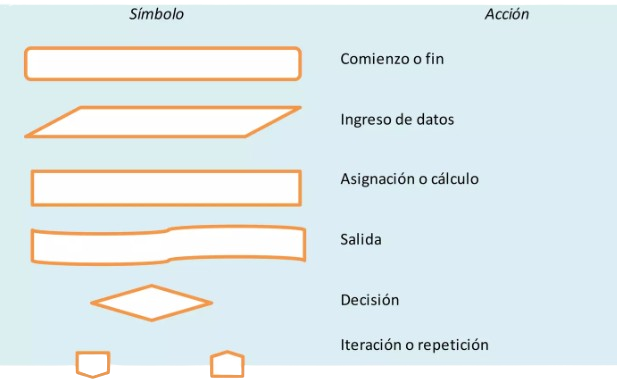 Símbolo
Acción
Comienzo o fin
Ingreso de datos
Asignación o cálculo
Salida
Decisión
Iteración o repetición